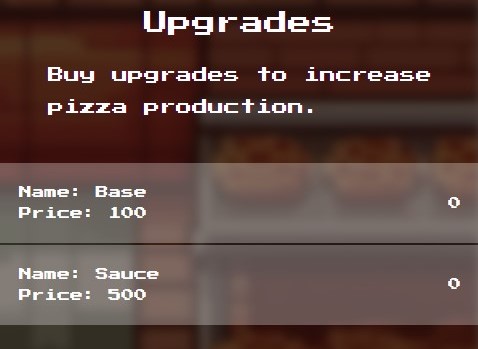 Upgrades
Buy upgrades to increase
pizza production.
Name: Base
Price: 100
0
Name: Sauce
Price: 500
0